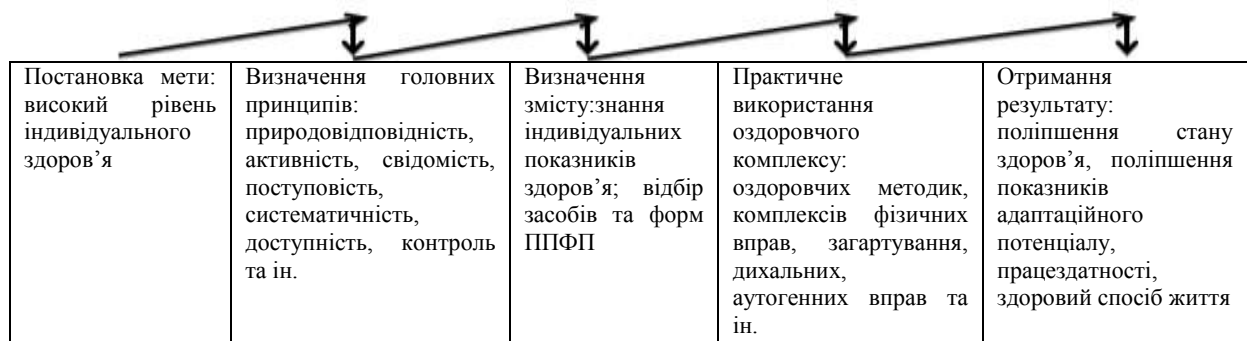 Постановка мети:
високий рівень
індивідуального
здоров’я
Визначення головних
принципів:
природовідповідність,
активність, свідомість,
поступовість,
систематичність,
доступність, контроль
та ін.
Визначення
змісту:знання
індивідуальних
показників
здоров’я; відбір
засобів та форм
ППФП
Практичне
використання
оздоровчого
комплексу:
оздоровчих методик,
комплексів фізичних
вправ, загартування,
дихальних,
аутогенних вправ та
ін.
Отримання
результату:
поліпшення стану
здоров’я, поліпшення
показників
адаптаційного
потенціалу,
працездатності,
здоровий спосіб життя